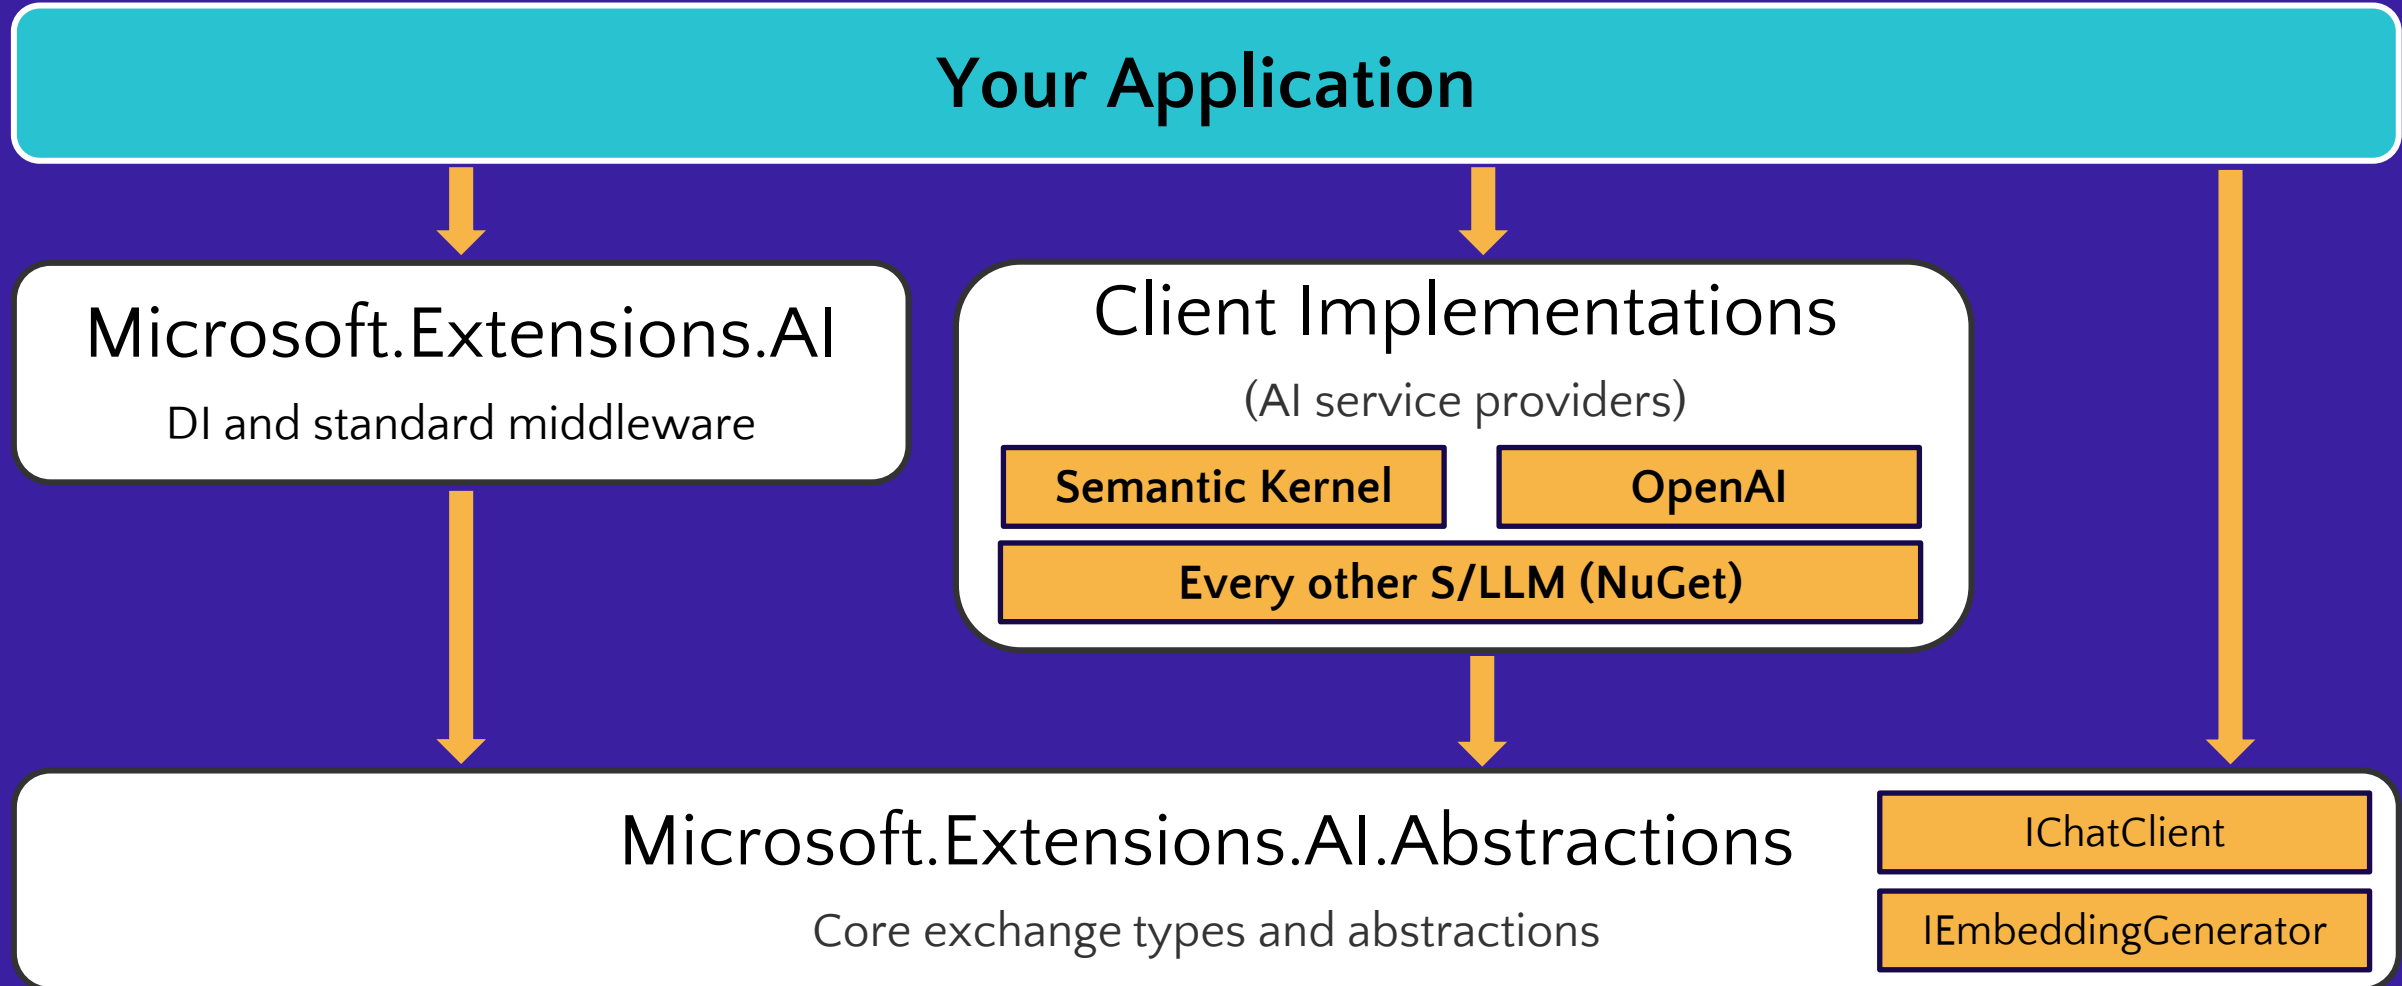 Your Application
Microsoft.Extensions.AI
DI and standard middleware
Client Implementations
(AI service providers)
Semantic Kernel
OpenAI
Every other S/LLM (NuGet)
Microsoft.Extensions.AI.Abstractions
Core exchange types and abstractions
IChatClient
IEmbeddingGenerator